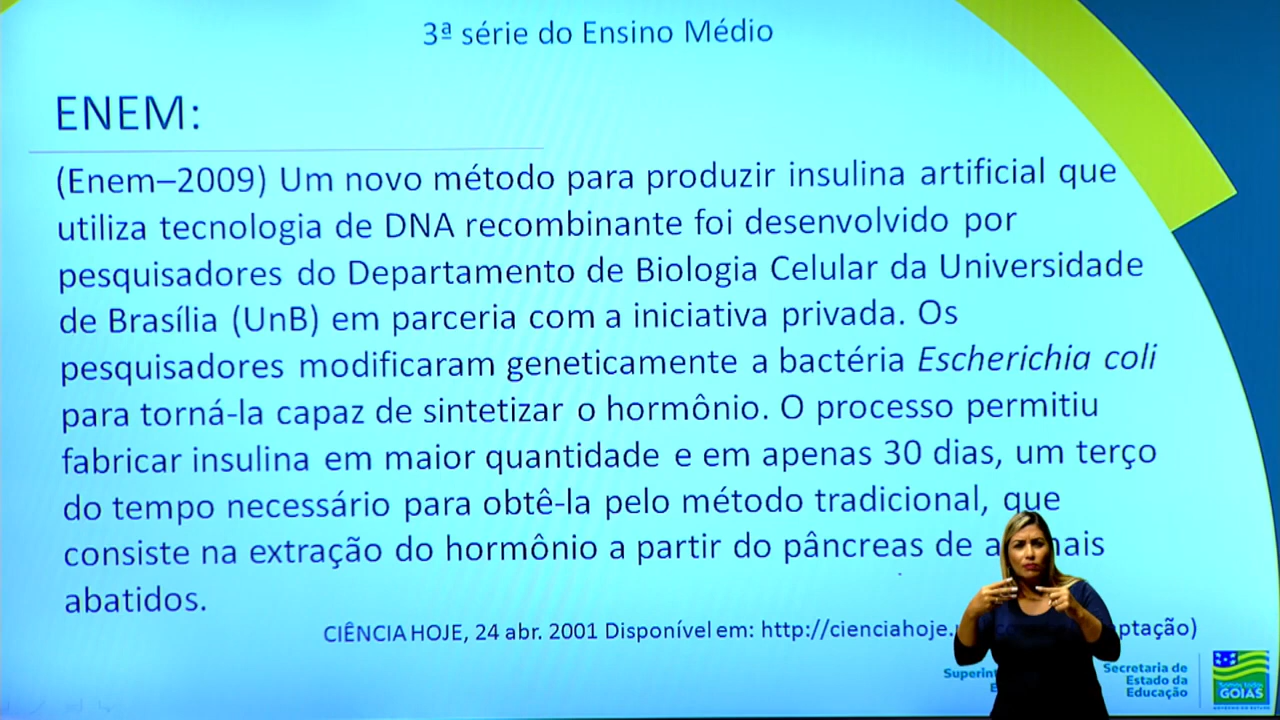 3ª série do Ensino Médio
ENEM:
(Enem–2009) Um novo método para produzir insulina artificial que
utiliza tecnologia de DNA recombinante foi desenvolvido por
pesquisadores do Departamento de Biologia Celular da Universidade
de Brasília (UnB) em parceria com a iniciativa privada. Os
pesquisadores modificaram geneticamente a bactéria Escherichia coli
para torná-la capaz de sintetizar o hormônio. O processo permitiu
fabricar insulina em maior quantidade e em apenas 30 dias, um terço
do tempo necessário para obtê-la pelo método tradicional, que
consiste na extração do hormônio a partir do pâncreas de
abatidos.
CIÊNCIA HOJE, 24 abr. 2001 Disponível em: http://cienciahoje.
Secretaria de
Estado da
Educação
GOIÁS